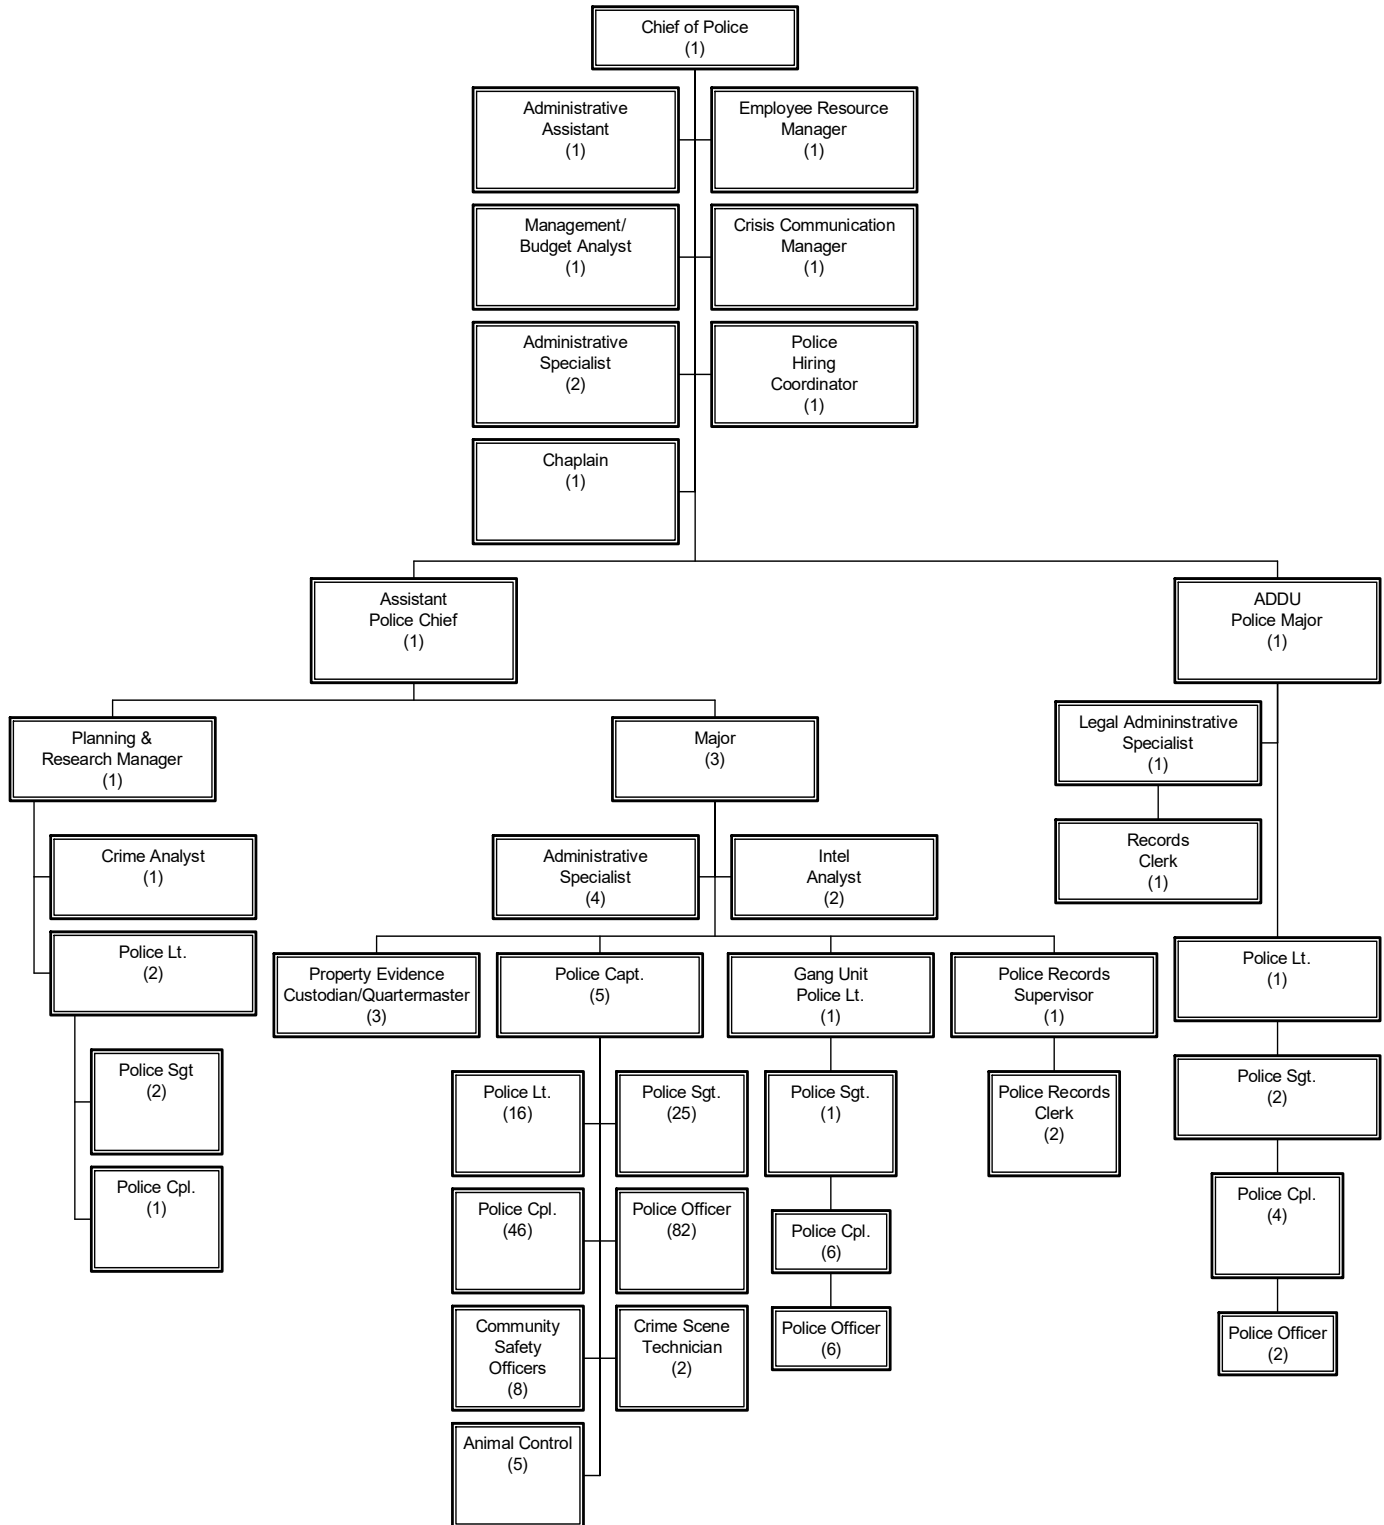 Chief of Police
(1)
Administrative
Assistant
(1)
Employee Resource
Manager
(1)
Management/
Budget Analyst
(1)
Crisis Communication
Manager
(1)
Administrative
Specialist
(2)
Police
Hiring
Coordinator
(1)
Chaplain
(1)
Assistant
Police Chief
(1)
ADDU
Police Major
(1)
Planning &
Research Manager
(1)
Major
(3)
Legal Admininstrative
Specialist
(1)
Records
Clerk
(1)
Crime Analyst
(1)
Administrative
Specialist
(4)
Intel
Analyst
(2)
Police Lt.
(2)
Property Evidence
Custodian/Quartermaster
(3)
Police Capt.
(5)
Gang Unit
Police Lt.
(1)
Police Records
Supervisor
(1)
Police Lt.
(1)
Police Sgt
(2)
Police Cpl.
(1)
Police Lt.
(16)
Police Sgt.
(25)
Police Sgt.
(1)
Police Records
Clerk
(2)
Police Sgt.
(2)
Police Cpl.
(46)
Police Officer
(82)
Police Cpl.
(6)
Police Cpl.
(4)
Community
Safety
Officers
(8)
Crime Scene
Technician
(2)
Police Officer
(6)
Police Officer
(2)
Animal Control
(5)